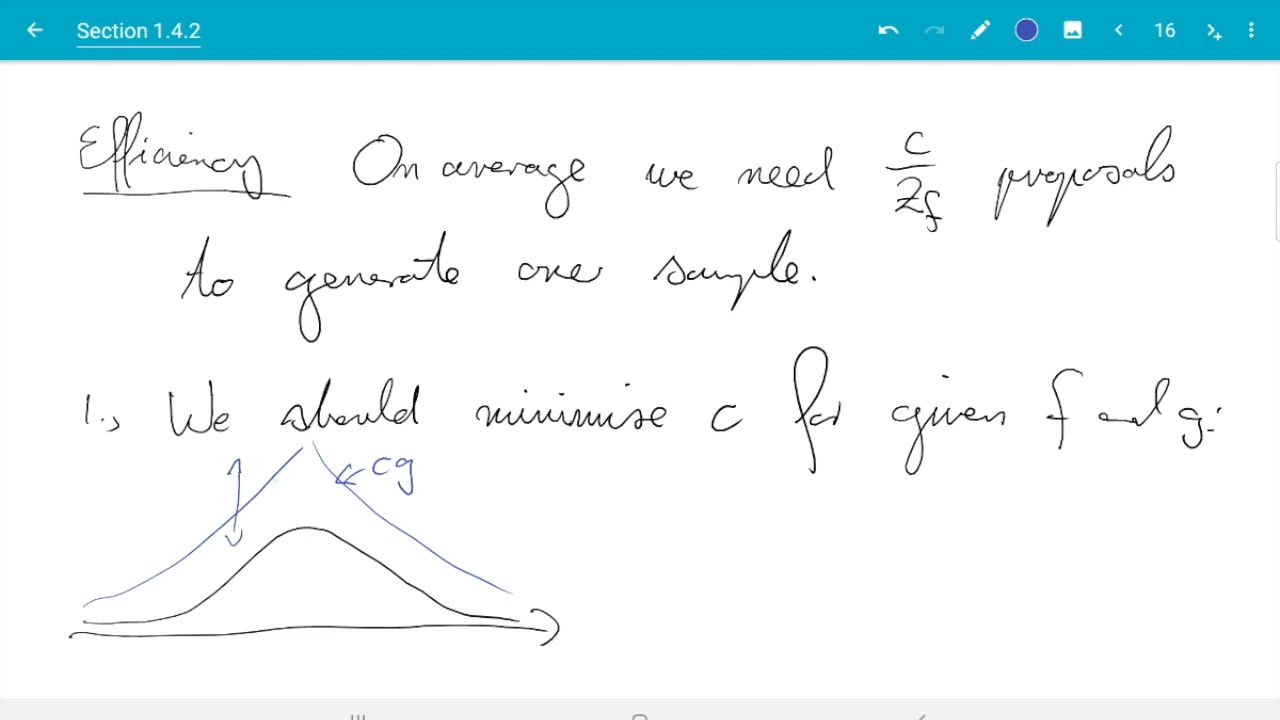 Section 1.4.2
16
Efficiency On average we need c/Z_f proposals
to generate one sample.
1., We should minimise c for given f and g:
cg